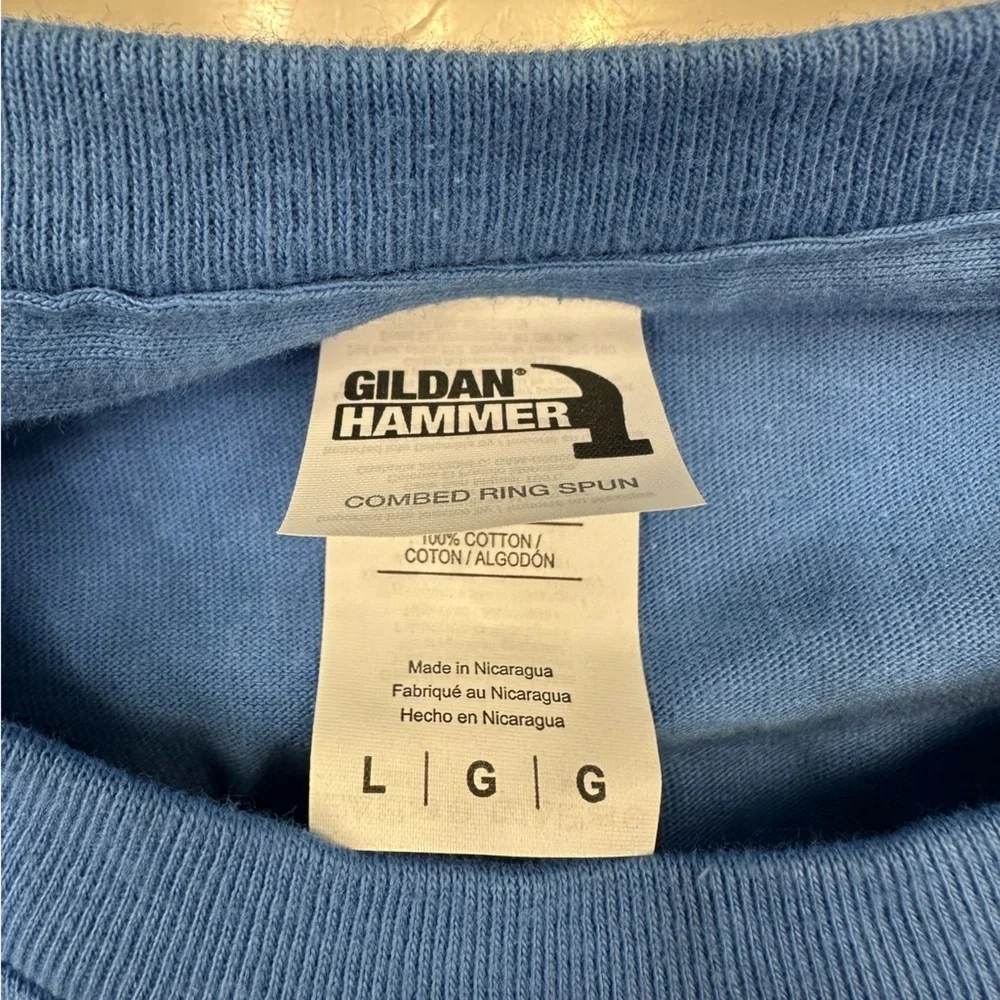 GILDAN®
HAMMER
COMBED RING SPUN
100% COTTON /
COTON / ALGODÓN
Made in Nicaragua
Fabriqué au Nicaragua
Hecho en Nicaragua
L | G | G